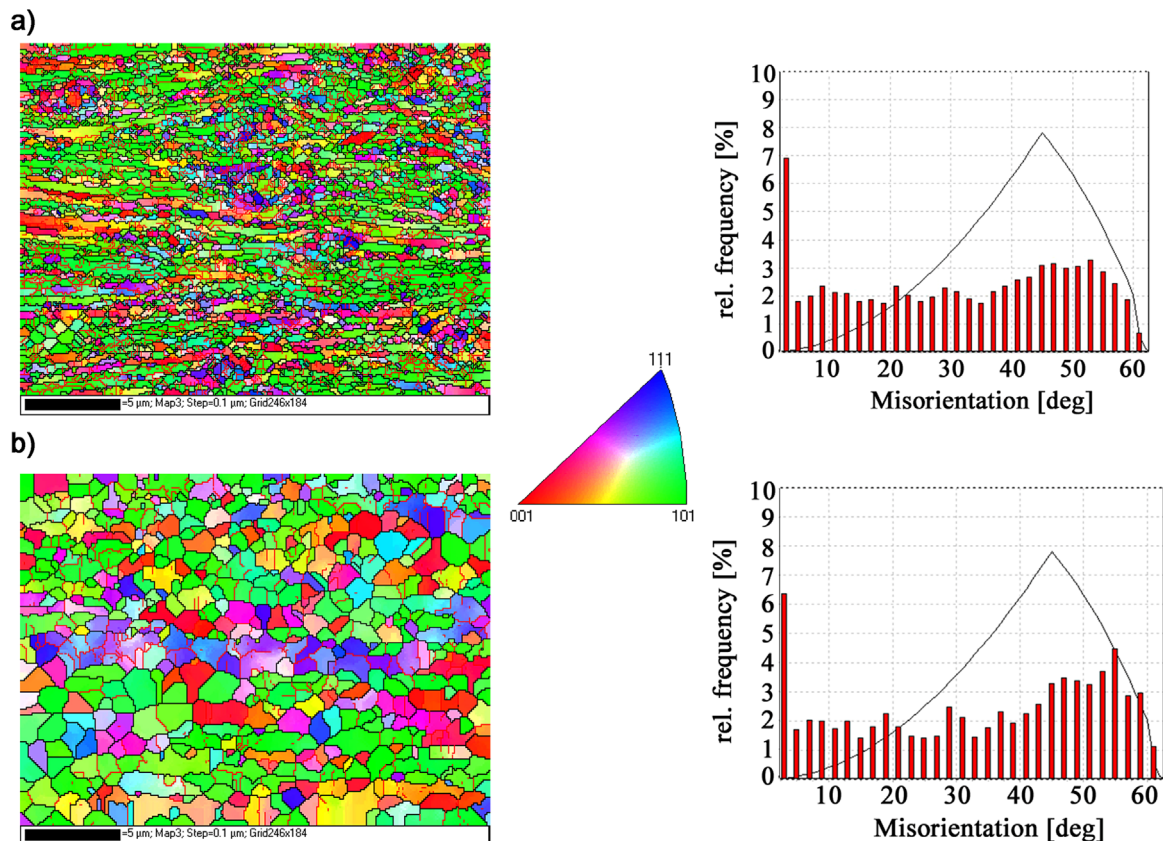 a)
=5 µm; Map3; Step=0.1 µm; Grid246x184
10
9
8
7
6
5
4
3
2
1
0
rel. frequency [%]
10 20 30 40 50 60
Misorientation [deg]
111
001 101
b)
=5 µm; Map3; Step=0.1 µm; Grid246x184
10
9
8
7
6
5
4
3
2
1
0
rel. frequency [%]
10 20 30 40 50 60
Misorientation [deg]